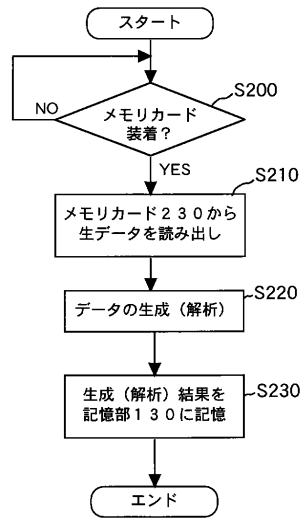 スタート
S200
メモリカード
装着?
NO
YES
S210
メモリカード230から
生データを読み出し
S220
データの生成(解析)
S230
生成(解析)結果を
記憶部130に記憶
エンド